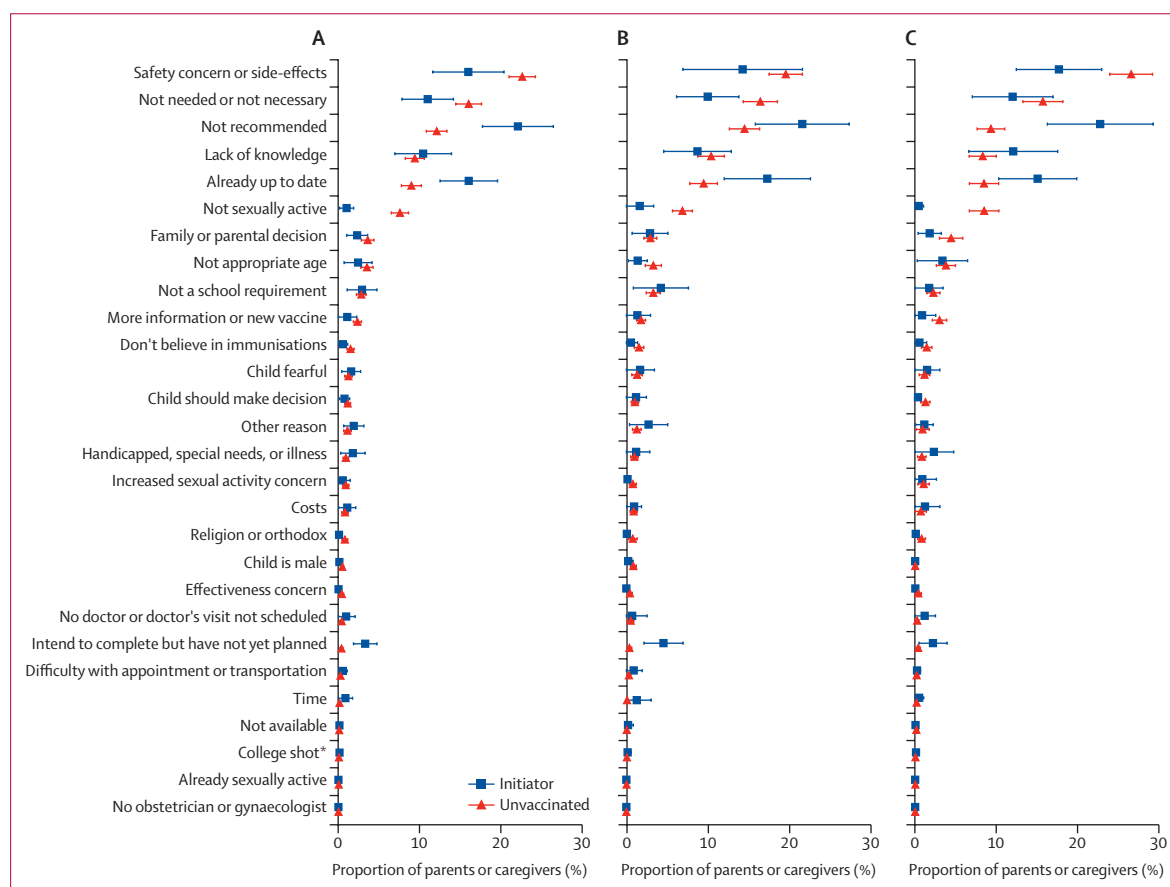 A
B
C
Safety concern or side-effects
Not needed or not necessary
Not recommended
Lack of knowledge
Already up to date
Not sexually active
Family or parental decision
Not appropriate age
Not a school requirement
More information or new vaccine
Don't believe in immunisations
Child fearful
Child should make decision
Other reason
Handicapped, special needs, or illness
Increased sexual activity concern
Costs
Religion or orthodox
Child is male
Effectiveness concern
No doctor or doctor's visit not scheduled
Intend to complete but have not yet planned
Difficulty with appointment or transportation
Time
Not available
College shot*
Already sexually active
No obstetrician or gynaecologist
Initiator
Unvaccinated
0 10 20 30
0 10 20 30
0 10 20 30
Proportion of parents or caregivers (%)
Proportion of parents or caregivers (%)
Proportion of parents or caregivers (%)